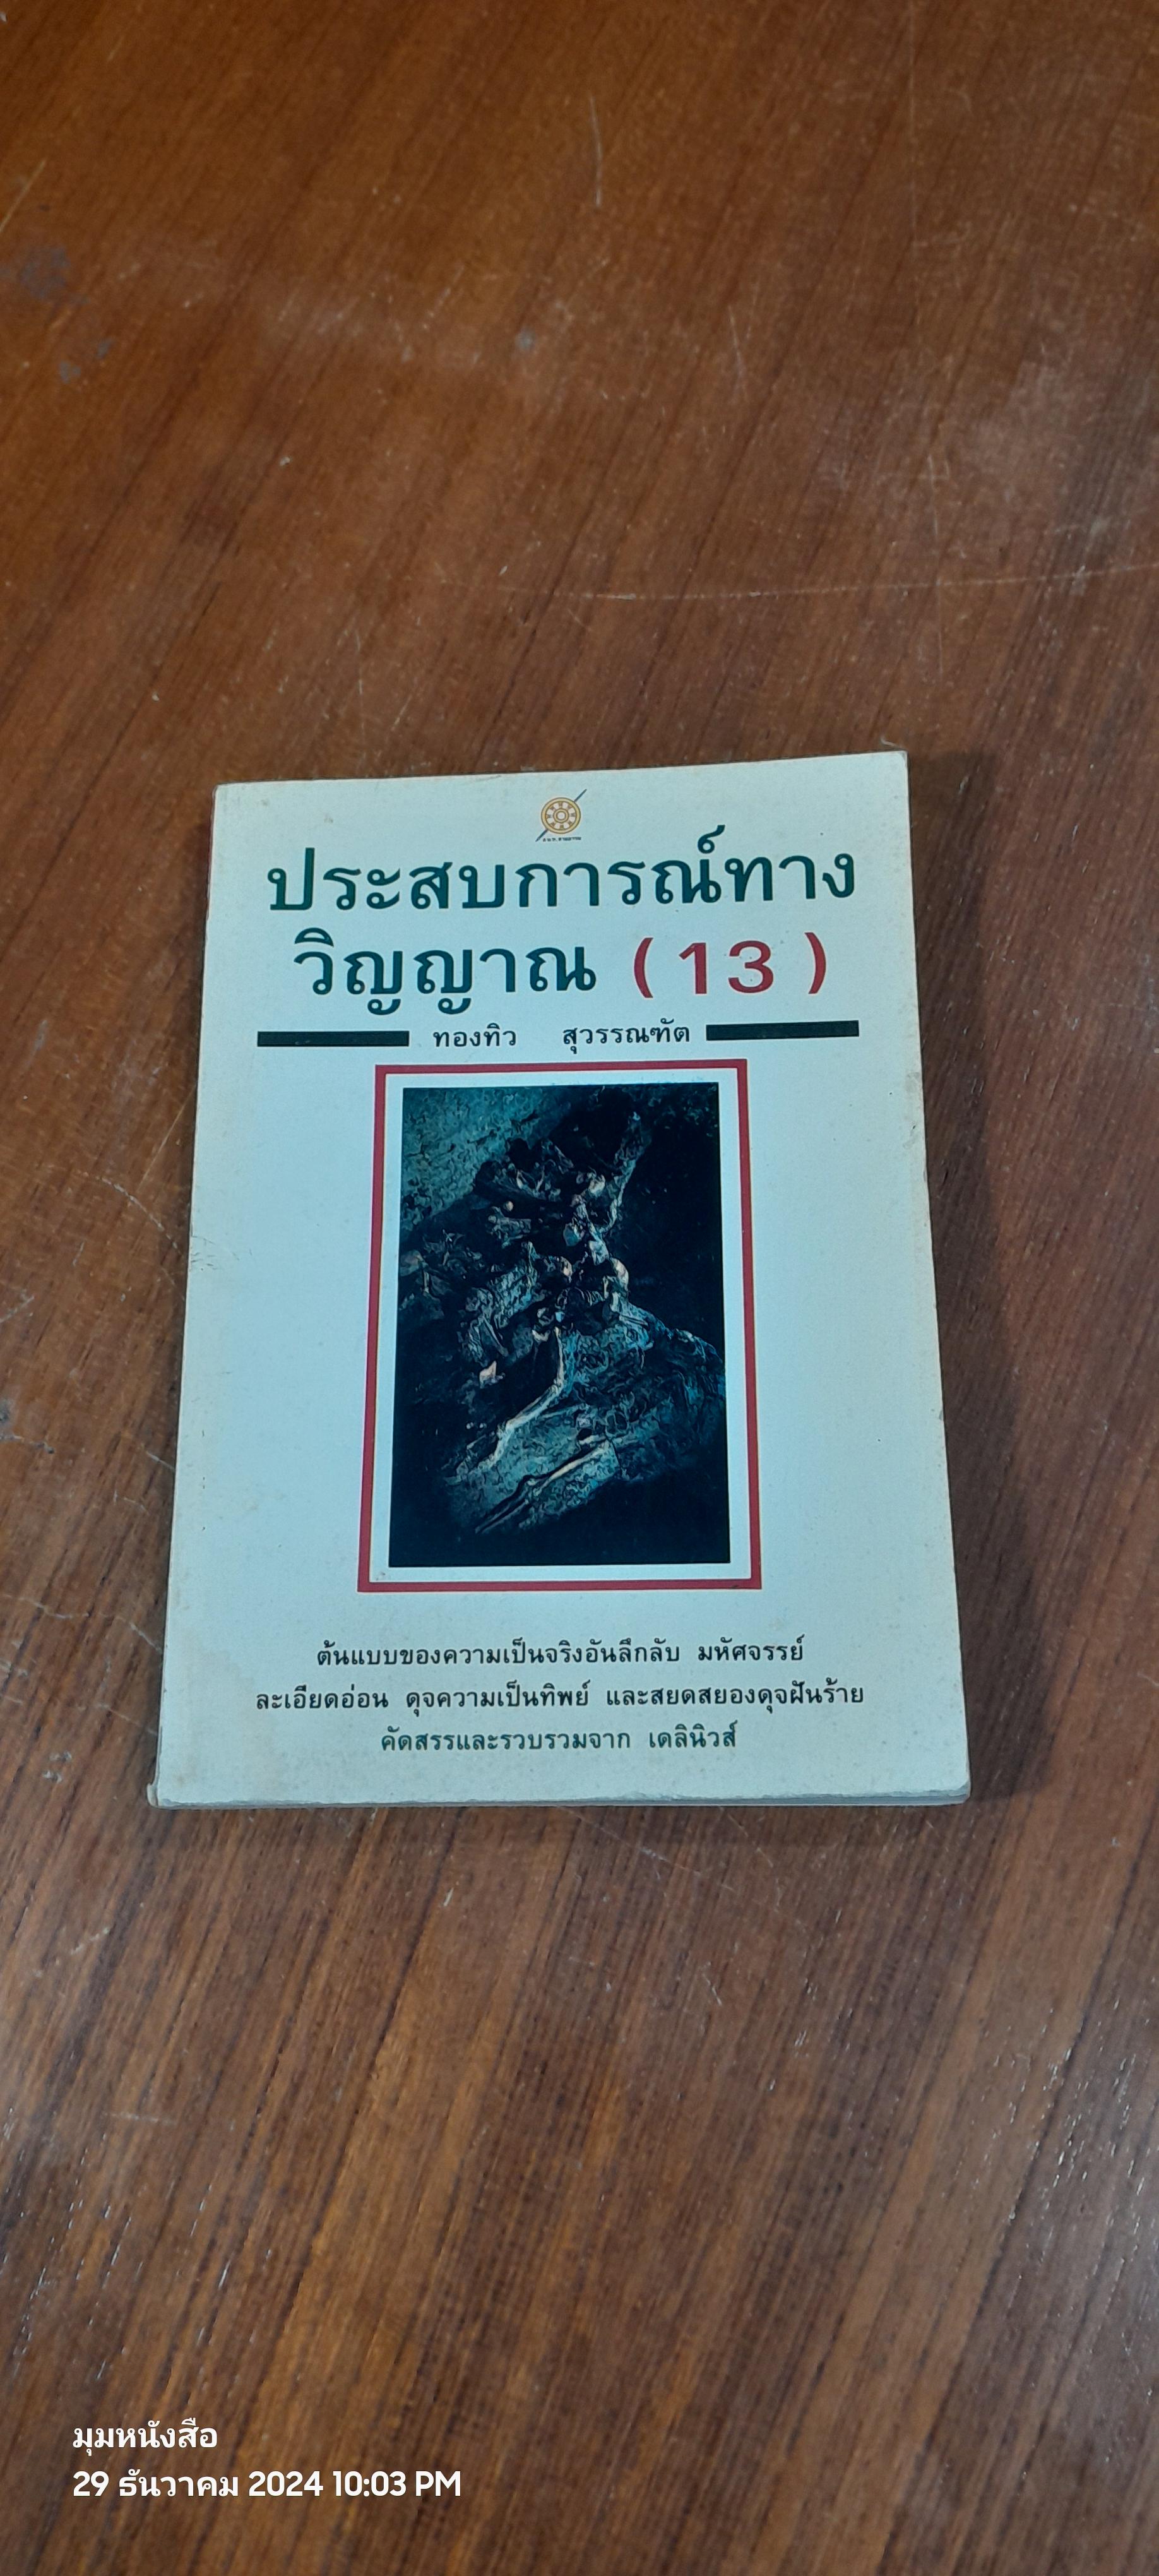 ประสบการณ์ทาง
วิญญาณ (13)
ทองทิว สุวรรณทัต
ต้นแบบของความเป็นจริงอันลึกลับ มหัศจรรย์
ละเอียดอ่อน ดุจความเป็นทิพย์ และสยดสยองดุจฝันร้าย
คัดสรรและรวบรวมจาก เดลินิวส์
มุมหนังสือ
29 ธันวาคม 2024 10:03 PM